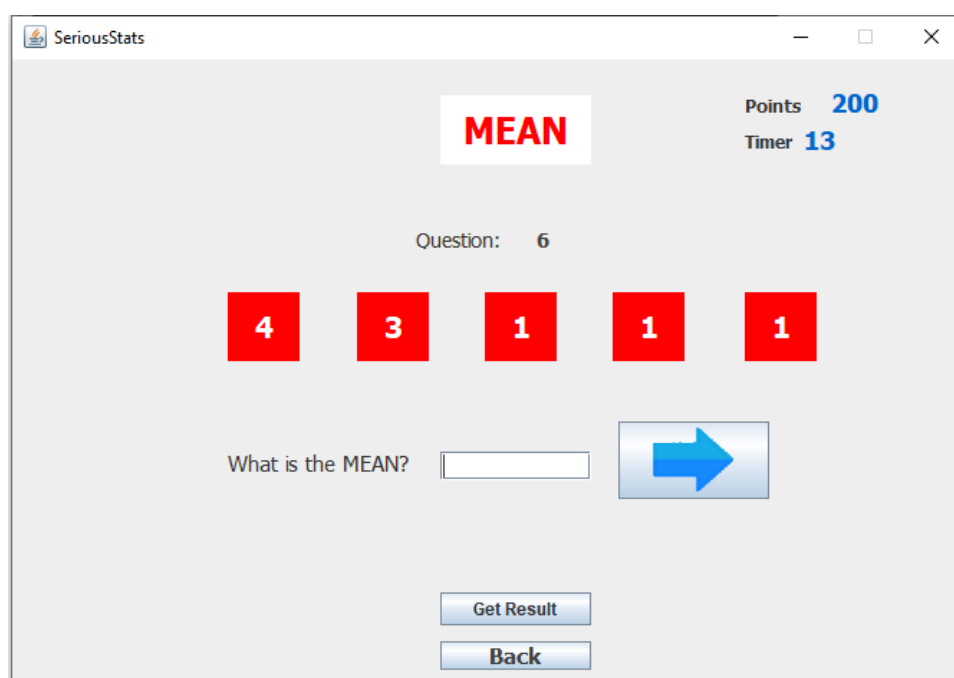 SeriousStats
MEAN
Points 200
Timer 13
Question: 6
4 3 1 1 1
What is the MEAN?
Get Result
Back